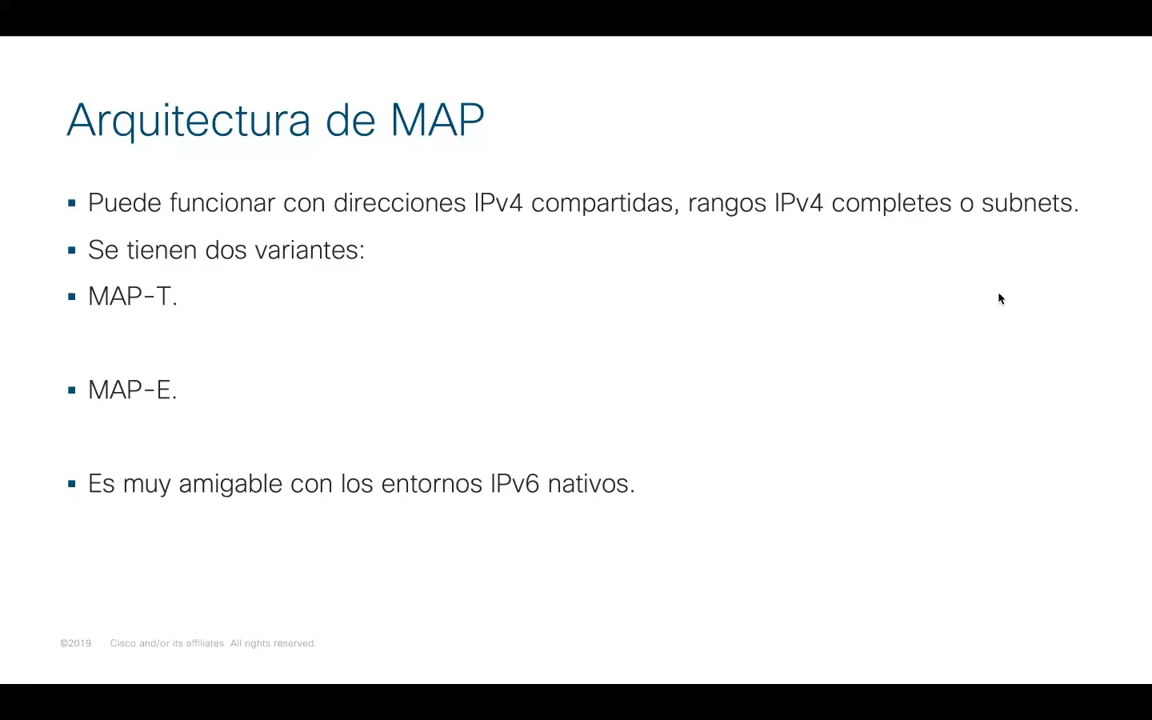 Arquitectura de MAP
▪ Puede funcionar con direcciones IPv4 compartidas, rangos IPv4 completes o subnets.
▪ Se tienen dos variantes:
▪ MAP-T.
▪ MAP-E.
▪ Es muy amigable con los entornos IPv6 nativos.
©2019 Cisco and/or its affiliates. All rights reserved.